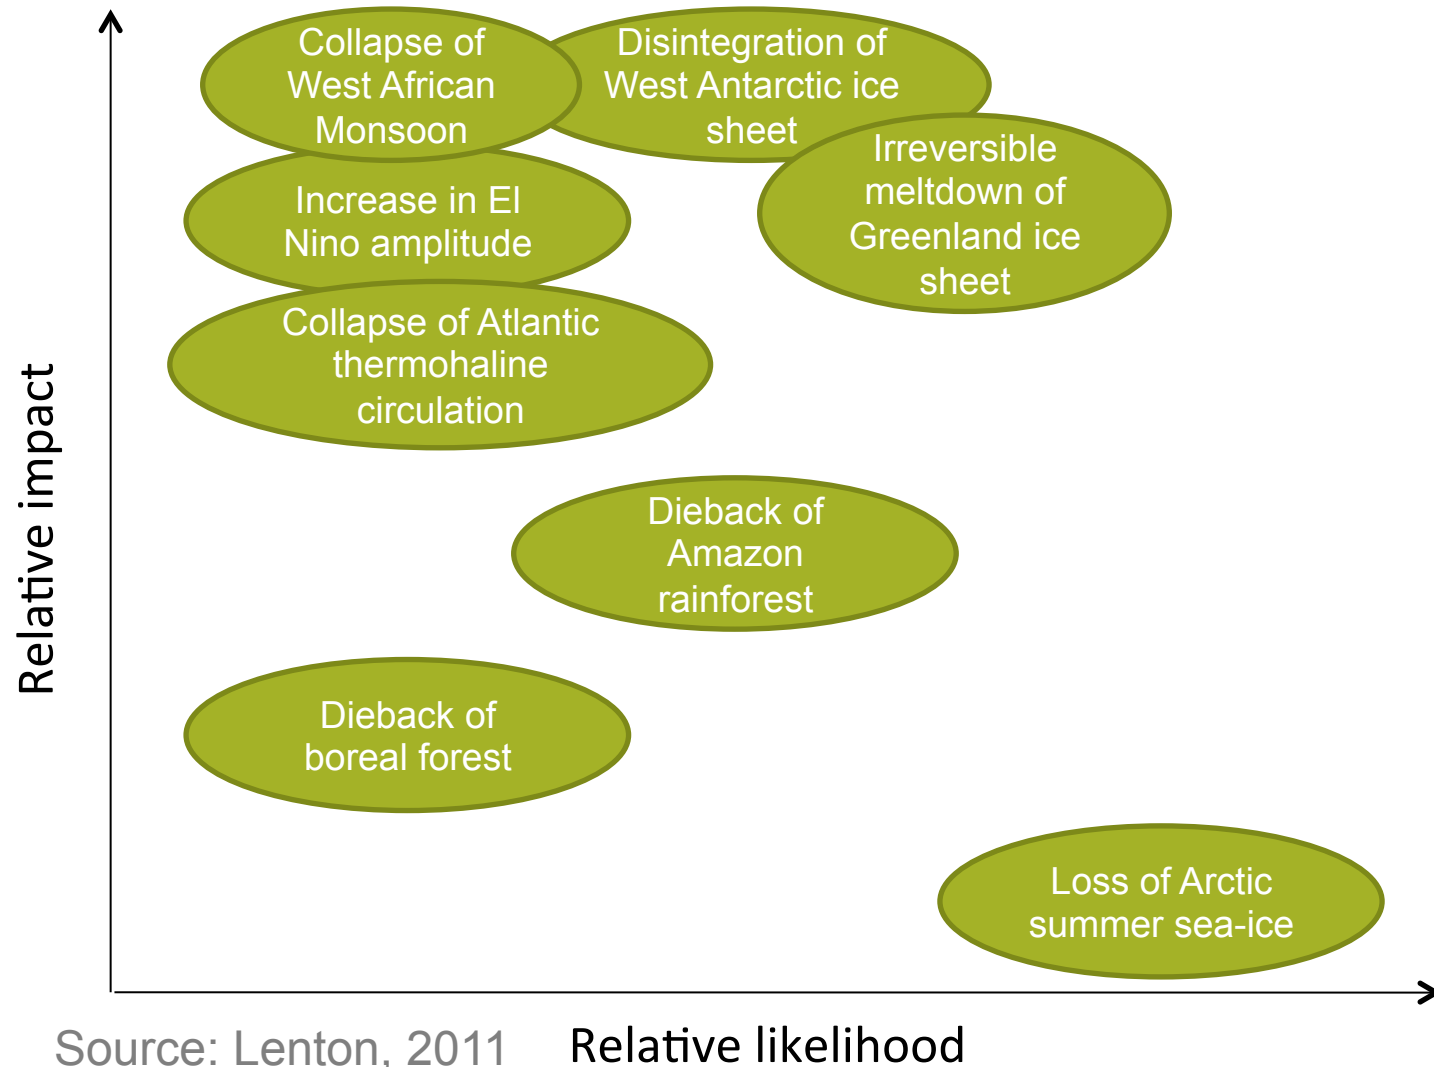 Collapse of
West African
Monsoon
Disintegration of
West Antarctic ice
sheet
Irreversible
meltdown of
Greenland ice
sheet
Increase in El
Nino amplitude
Collapse of Atlantic
thermohaline
circulation
Dieback of
Amazon
rainforest
Dieback of
boreal forest
Loss of Arctic
summer sea-ice
Relative impact
Relative likelihood
Source: Lenton, 2011